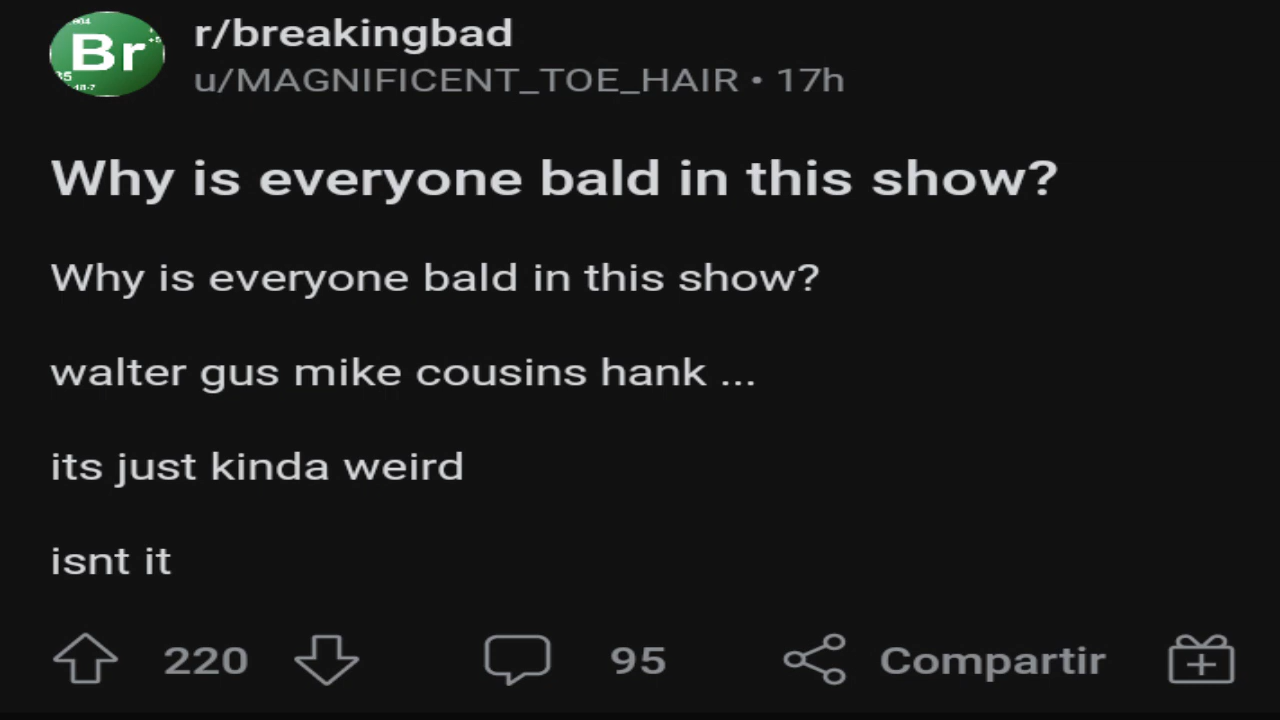 r/breakingbad
Br
u/MAGNIFICENT_TOE_HAIR • 17h
Why is everyone bald in this show?
Why is everyone bald in this show?
walter gus mike cousins hank ...
its just kinda weird
isnt it
220 95 Compartir